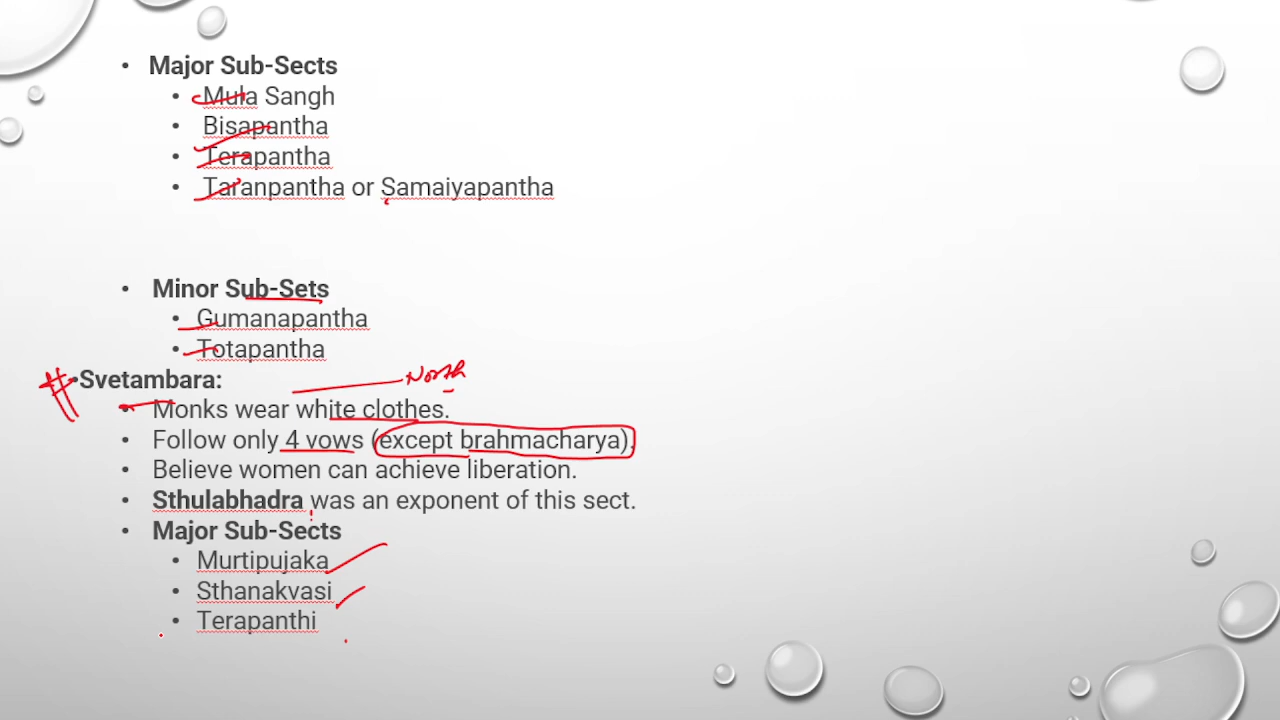 • Major Sub-Sects
• Mula Sangh
• Bisapantha
• Terapantha
• Taranpantha or Samaiyapantha
• Minor Sub-Sets
• Gumanapantha
• Totapantha
# •Svetambara:
North
• Monks wear white clothes.
• Follow only 4 vows (except brahmacharya).
• Believe women can achieve liberation.
• Sthulabhadra was an exponent of this sect.
• Major Sub-Sects
• Murtipujaka
• Sthanakvasi
• Terapanthi